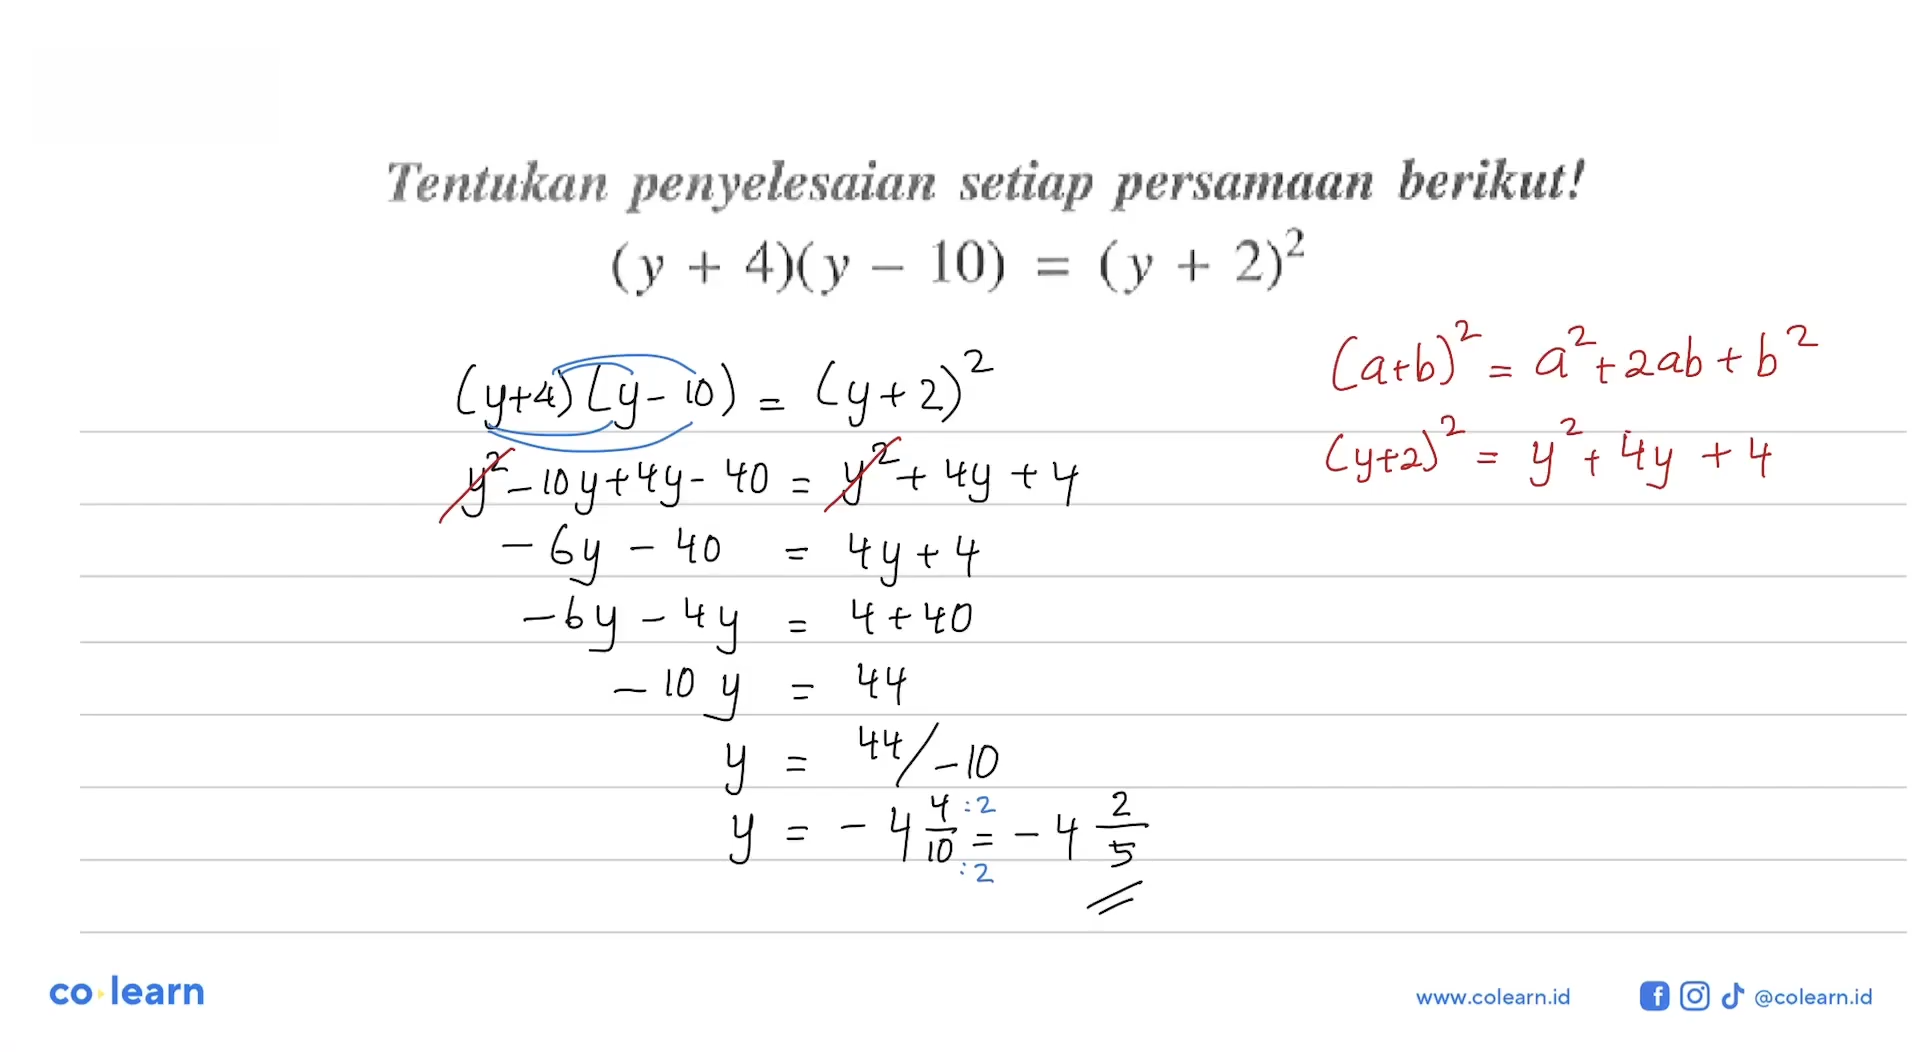 Tentukan penyelesaian setiap persamaan berikut!
(y + 4)(y − 10) = (y + 2)²
(y+4)(y-10) = (y+2)²
y² - 10y + 4y - 40 = y² + 4y + 4
-6y - 40 = 4y + 4
-6y - 4y = 4 + 40
-10y = 44
y = 44/-10
y = -4 4/10 = -4 2/5
:2
:2
(a+b)² = a² + 2ab + b²
(y+2)² = y² + 4y + 4
co learn
www.colearn.id
@colearn.id